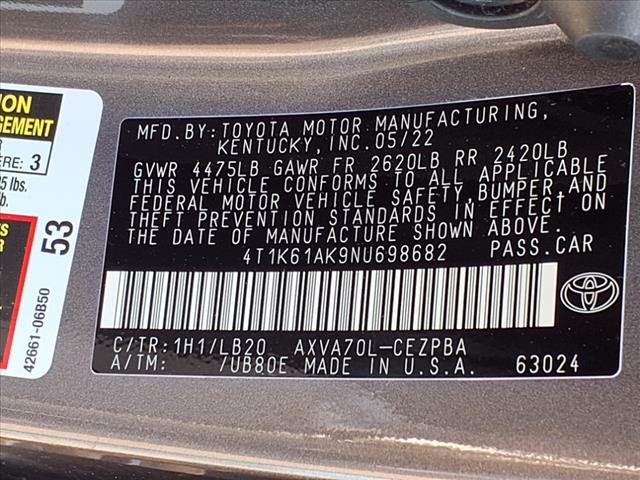 ION
GEMENT
ERE: 3
5 lbs.
b.
S
R
53
42661-06B50
MFD.BY:TOYOTA MOTOR MANUFACTURING,
KENTUCKY, INC.05/22
GVWR 4475LB GAWR FR 2620LB RR 2420LB
THIS VEHICLE CONFORMS TO ALL APPLICABLE
FEDERAL MOTOR VEHICLE SAFETY,BUMPER,AND
THEFT PREVENTION STANDARDS IN EFFECT ON
THE DATE OF MANUFACTURE SHOWN ABOVE.
4T1K61AK9NU698682 PASS.CAR
C/TR:1H1/LB20 AXVA70L-CEZPBA
A/TM: /UB80E MADE IN U.S.A. 63024